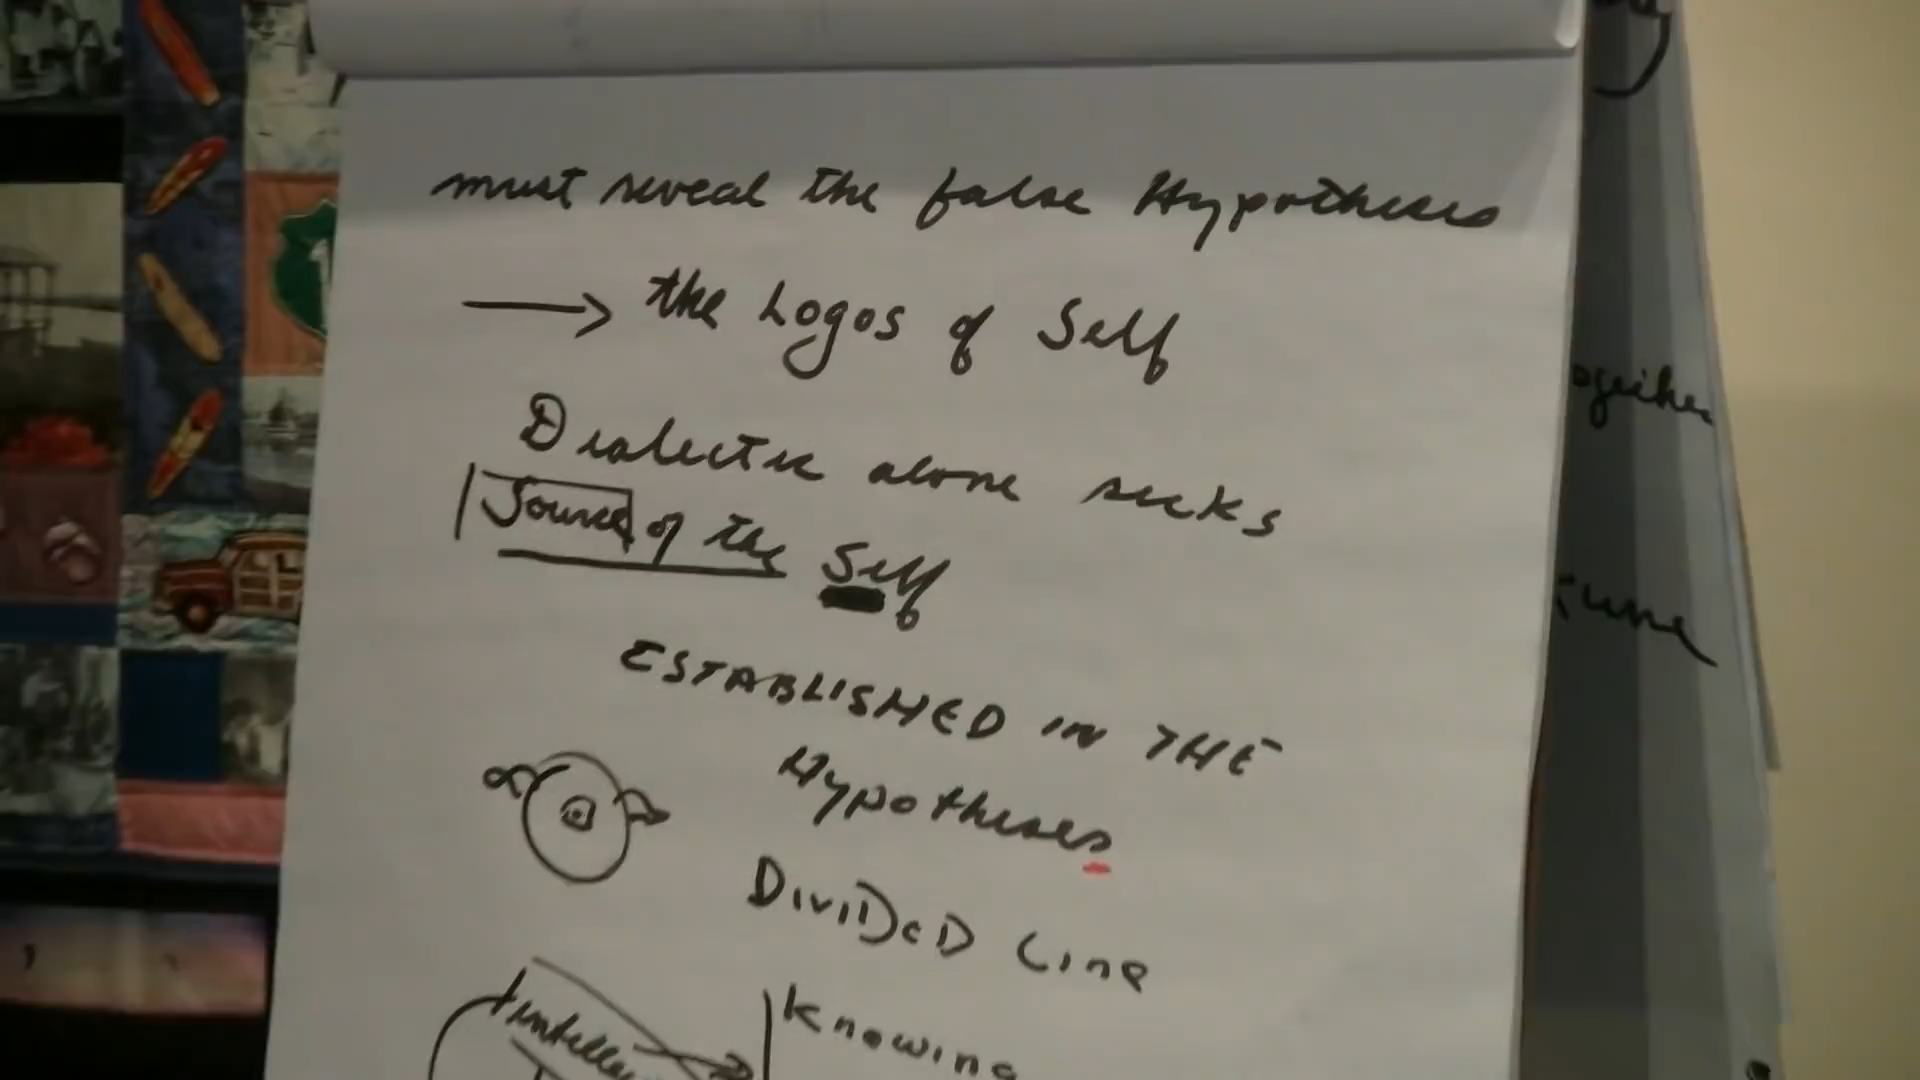 must reveal the false Hypotheses
→ the Logos of Self
Dialectic alone seeks
Source of the Self
ESTABLISHED IN THE
Hypotheses
DIVIDED Line
Knowing